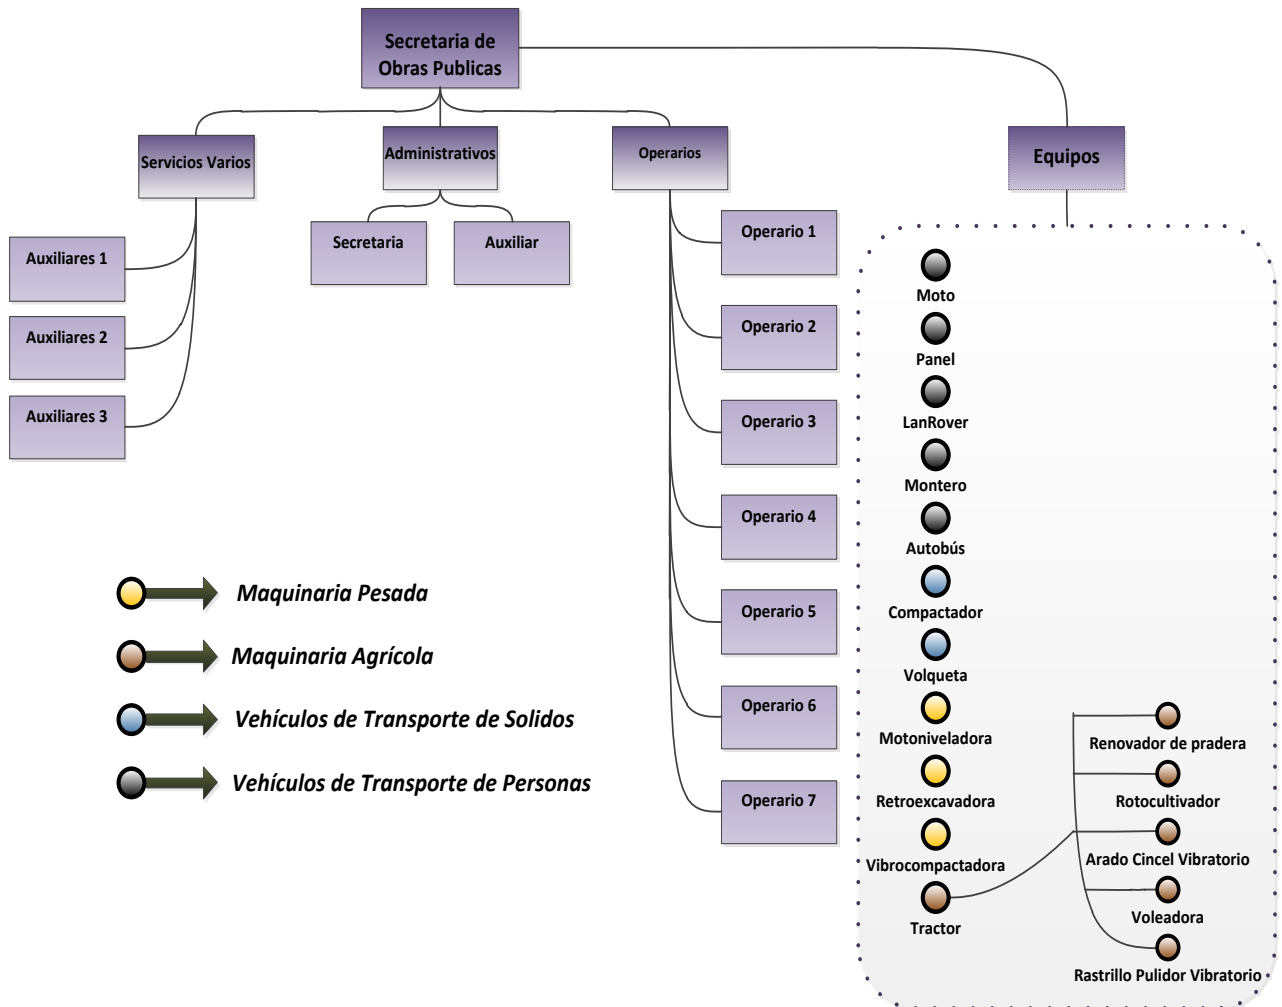 Secretaria de
Obras Publicas
Servicios Varios
Administrativos
Operarios
Equipos
Auxiliares 1
Auxiliares 2
Auxiliares 3
Secretaria
Auxiliar
Operario 1
Operario 2
Operario 3
Operario 4
Operario 5
Operario 6
Operario 7
Moto
Panel
LanRover
Montero
Autobús
Compactador
Volqueta
Motoniveladora
Retroexcavadora
Vibrocompactadora
Tractor
Renovador de pradera
Rotocultivador
Arado Cincel Vibratorio
Voleadora
Rastrillo Pulidor Vibratorio
Maquinaria Pesada
Maquinaria Agrícola
Vehículos de Transporte de Solidos
Vehículos de Transporte de Personas